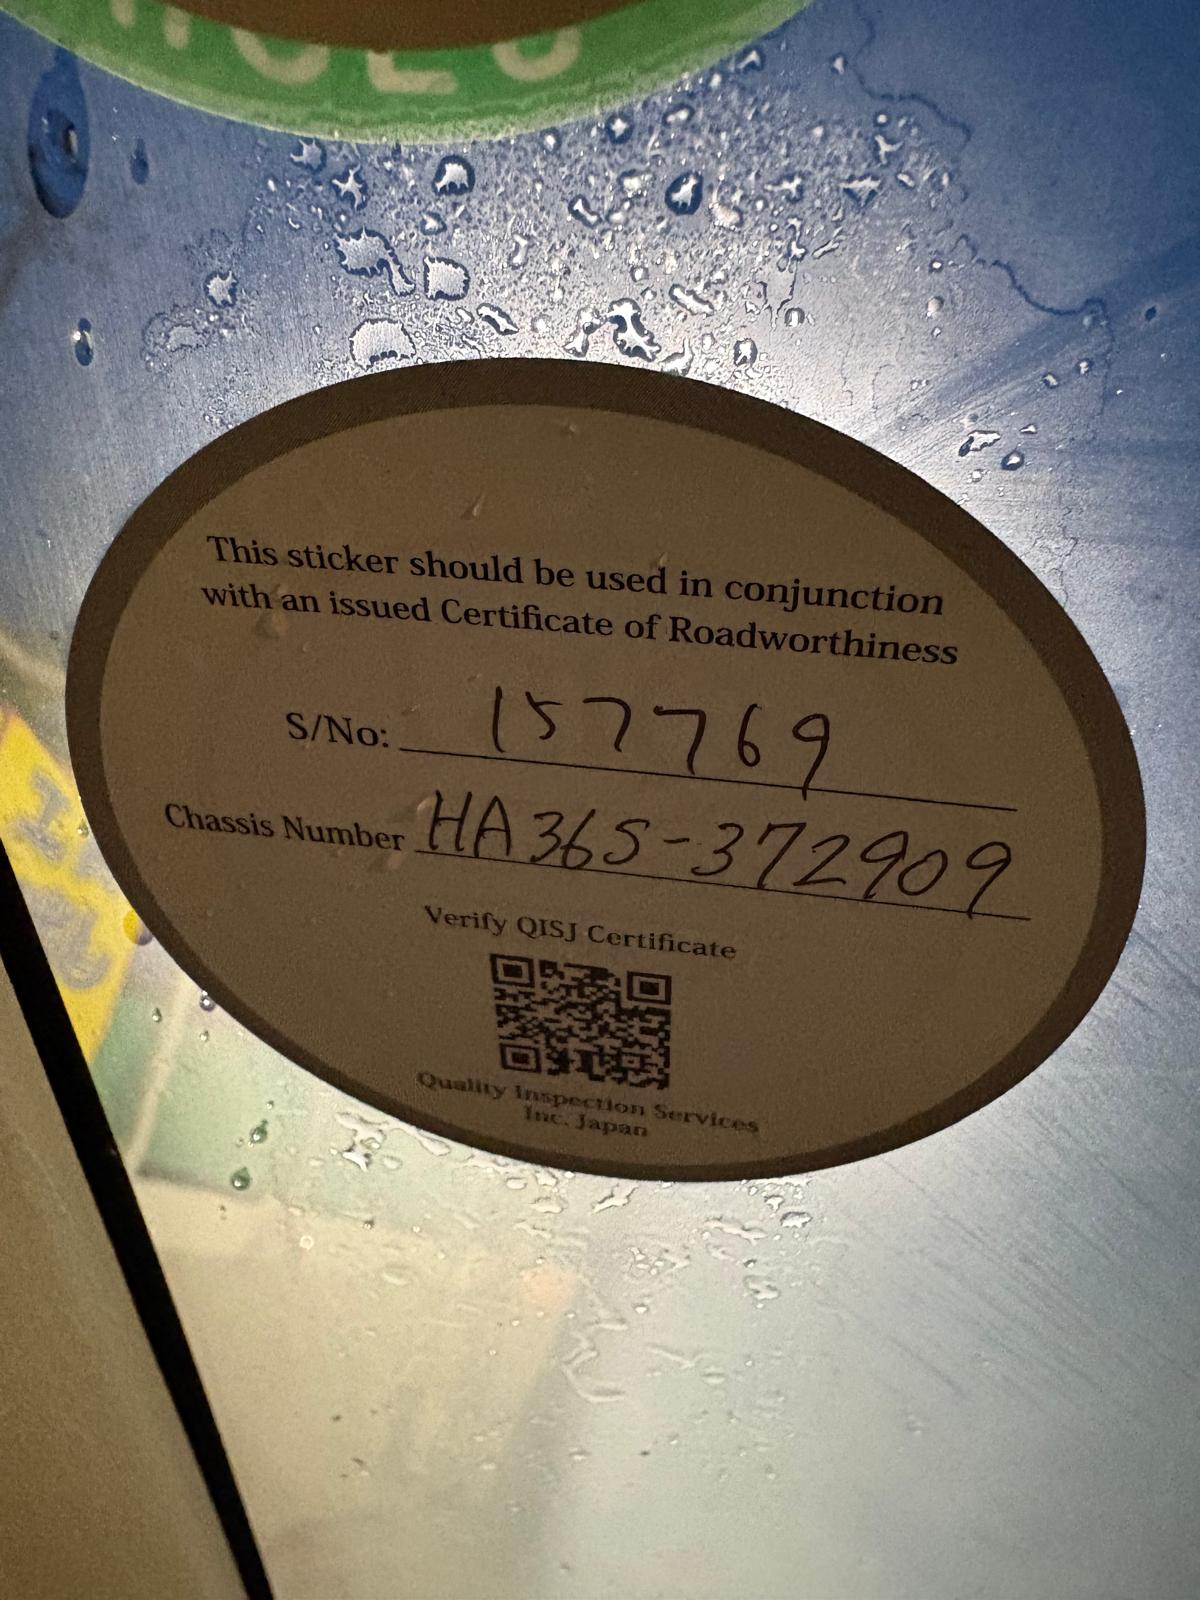 This sticker should be used in conjunction
with an issued Certificate of Roadworthiness
S/No: 157769
Chassis Number HA36S-372909
Verify QISJ Certificate
Quality Inspection Services
Inc. Japan